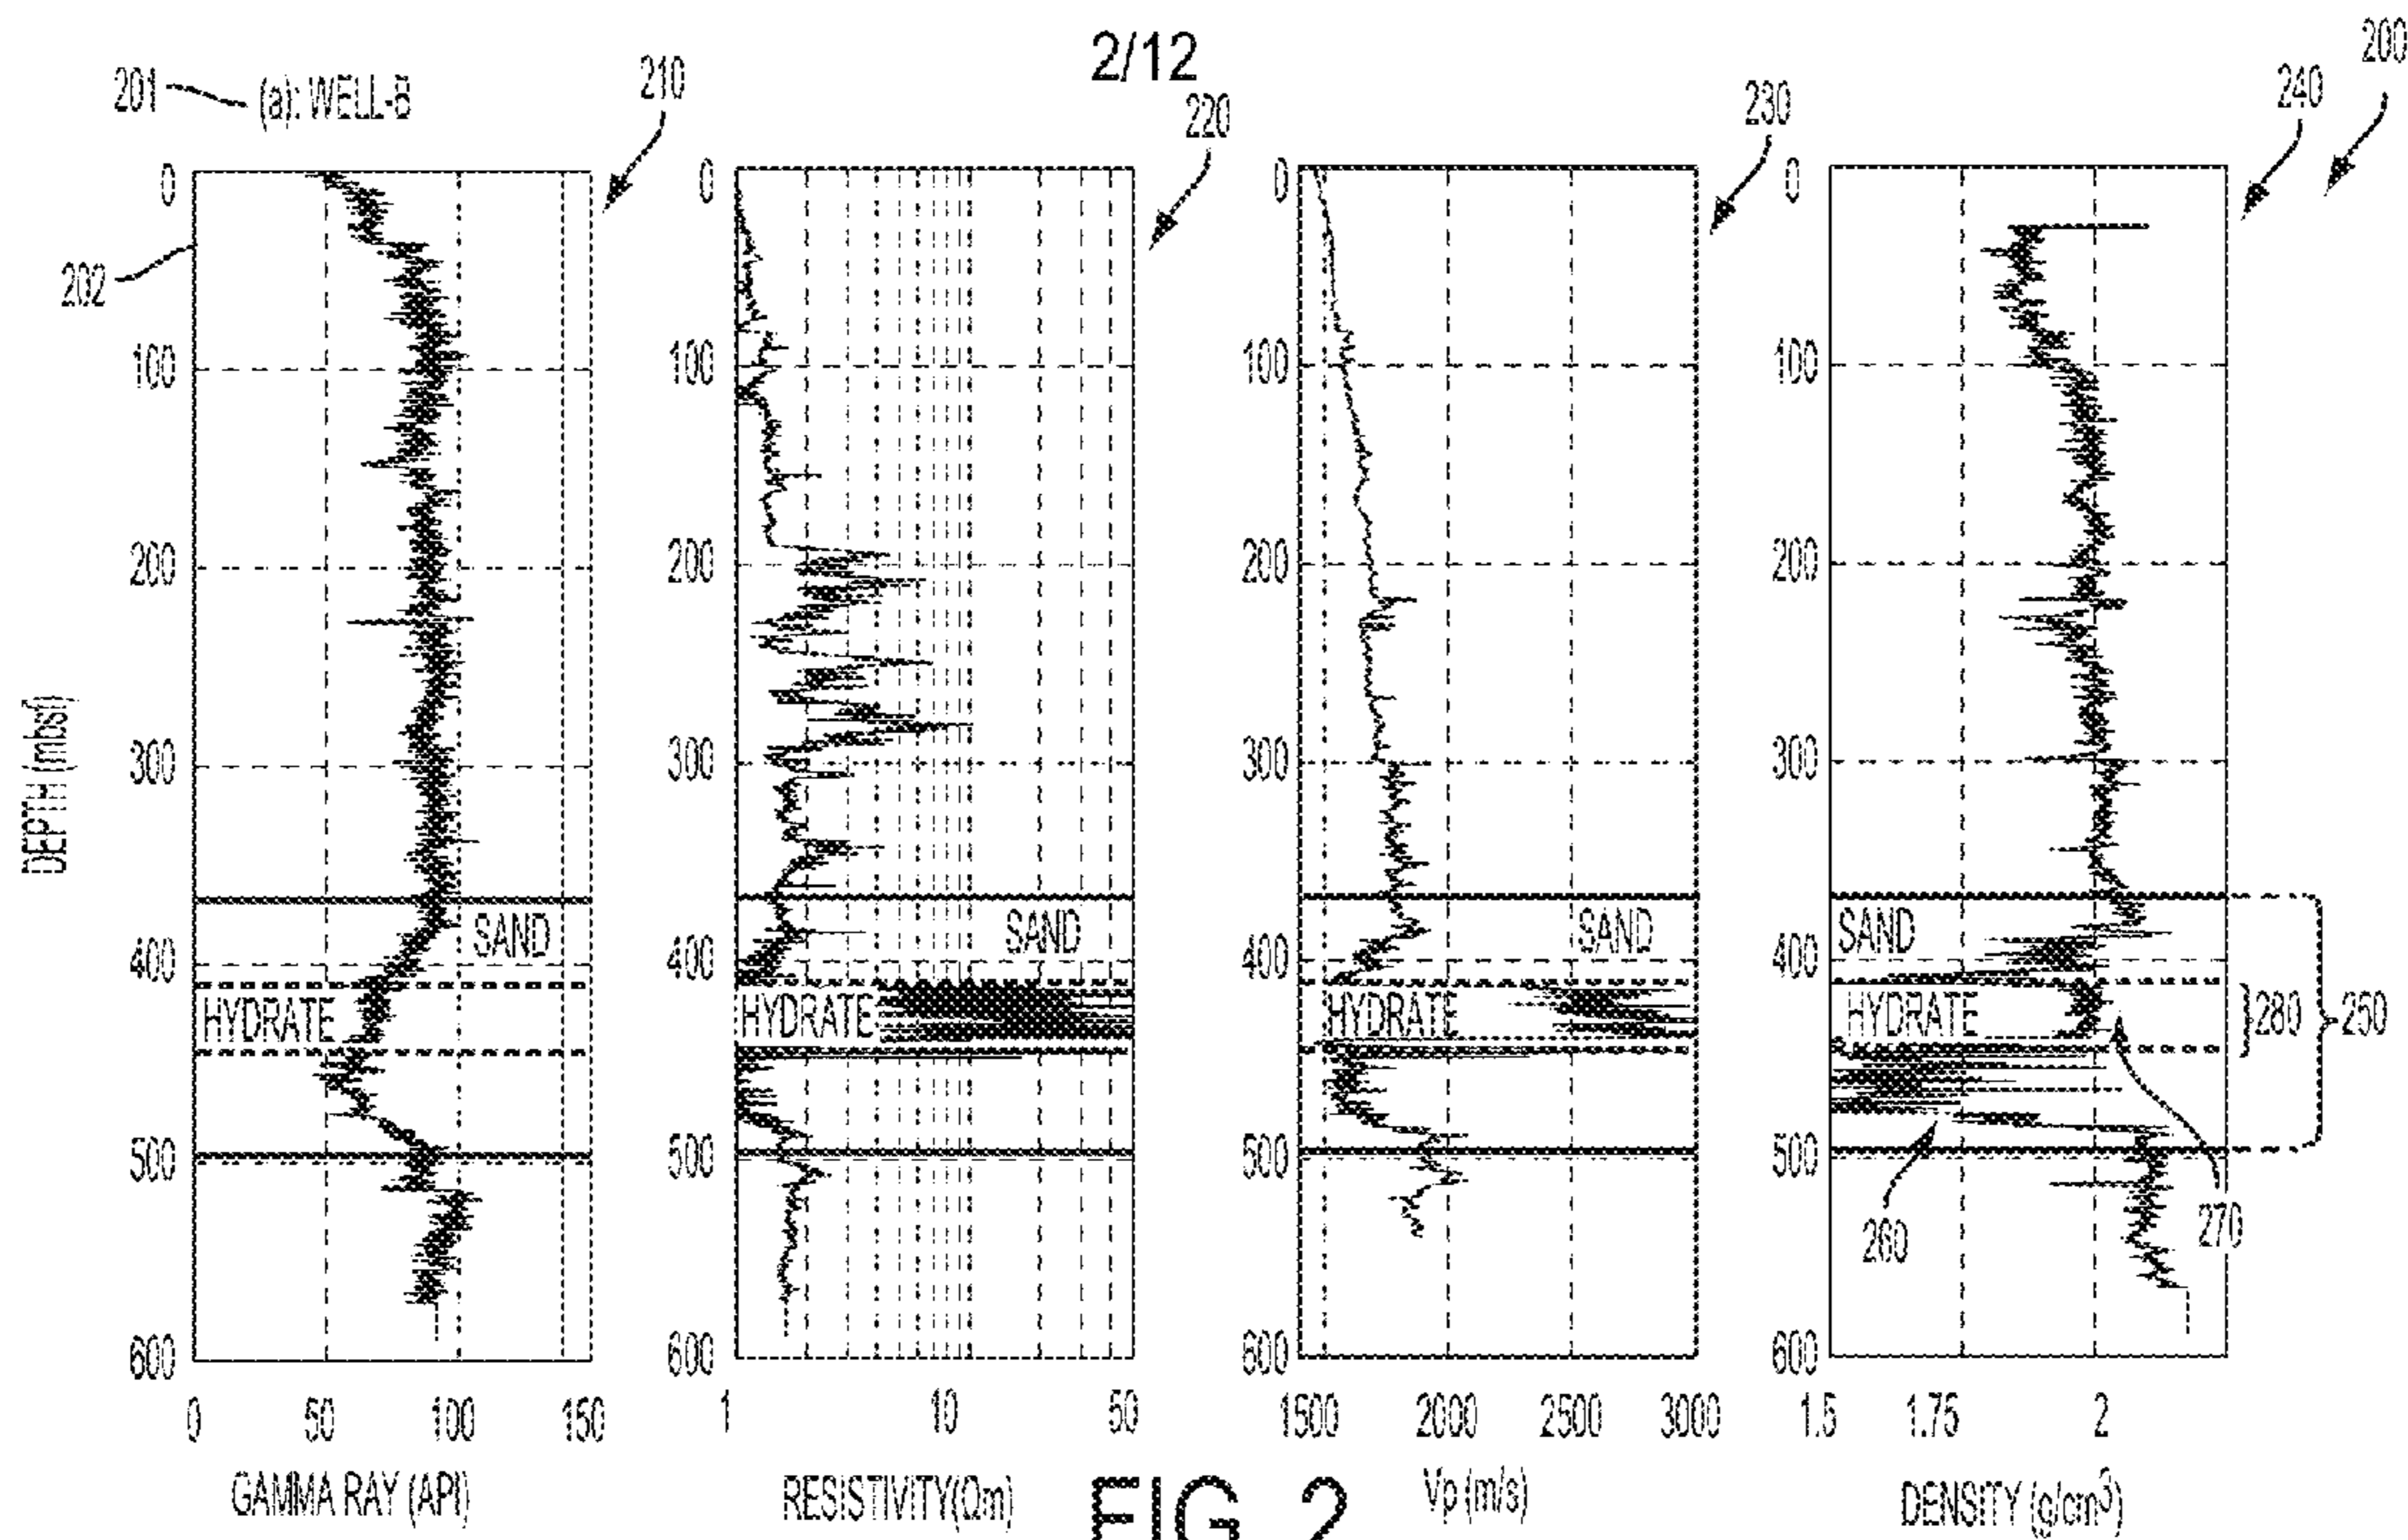 2/12
201 (a): WELL-B 210 220 230 240 200
202
DEPTH (mbsf)
0 0 0 0
100 100 100 100
200 200 200 200
300 300 300 300
SAND SAND SAND SAND
400 400 400 400
HYDRATE HYDRATE HYDRATE HYDRATE 280 250
500 500 500 500
260 270
600 600 600 600
0 50 100 150 1 10 50 1500 2000 2500 3000 1.5 1.75 2
GAMMA RAY (API) RESISTIVITY(Ωm) Vp (m/s) DENSITY (g/cm³)
FIG. 2